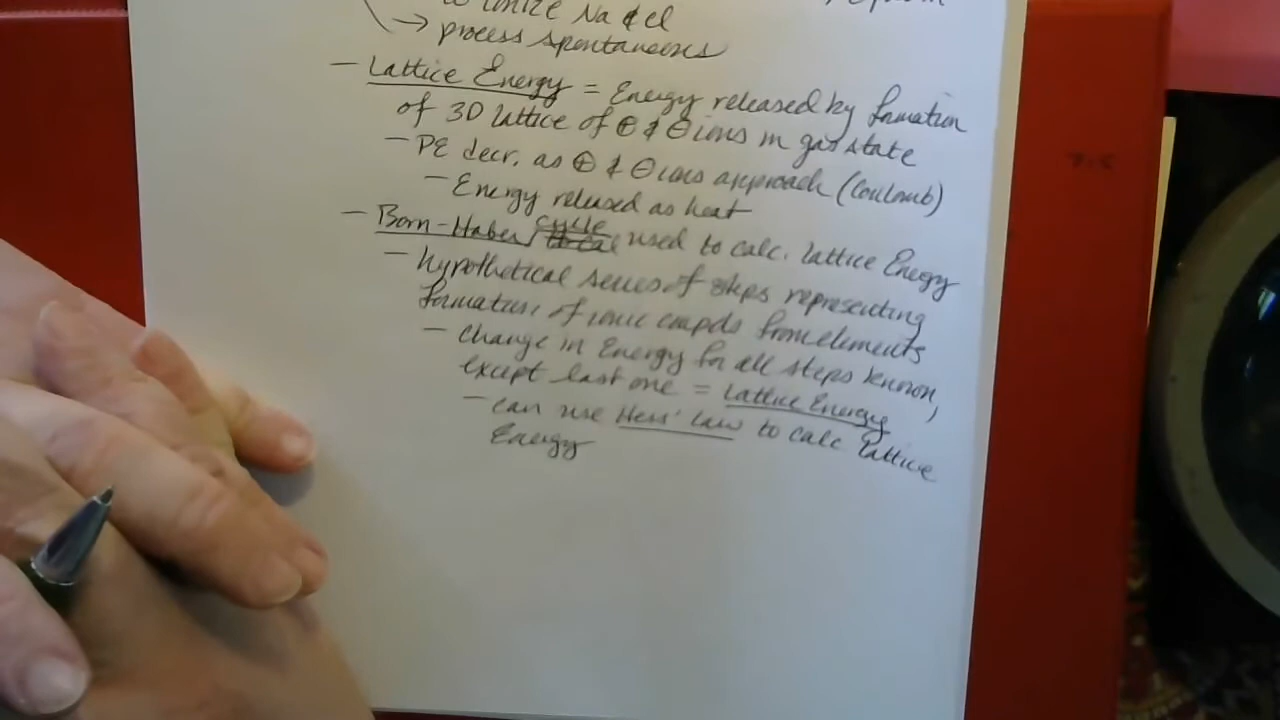 ionize Na & Cl
→ process spontaneous
- Lattice Energy = Energy released by formation
of 3D lattice of ⊕ & ⊖ ions in gas state
- PE decr. as ⊕ & ⊖ ions approach (Coulomb)
- Energy released as heat
- Born-Haber cycle used to calc. lattice Energy
- hypothetical series of steps representing
formation of ionic cmpds from elements
- Change in Energy for all steps known,
except last one = Lattice Energy
- can use Hess' Law to calc lattice
Energy